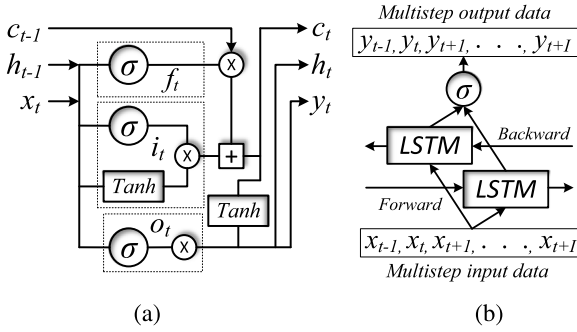 c_{t-1}
h_{t-1}
x_t
σ
f_t
X
c_t
h_t
y_t
σ
i_t
X
+
Tanh
Tanh
σ
o_t
X
(a)
Multistep output data
y_{t-1}, y_t, y_{t+1}, . . ., y_{t+I}
σ
Backward
LSTM
LSTM
Forward
x_{t-1}, x_t, x_{t+1}, . . ., x_{t+I}
Multistep input data
(b)